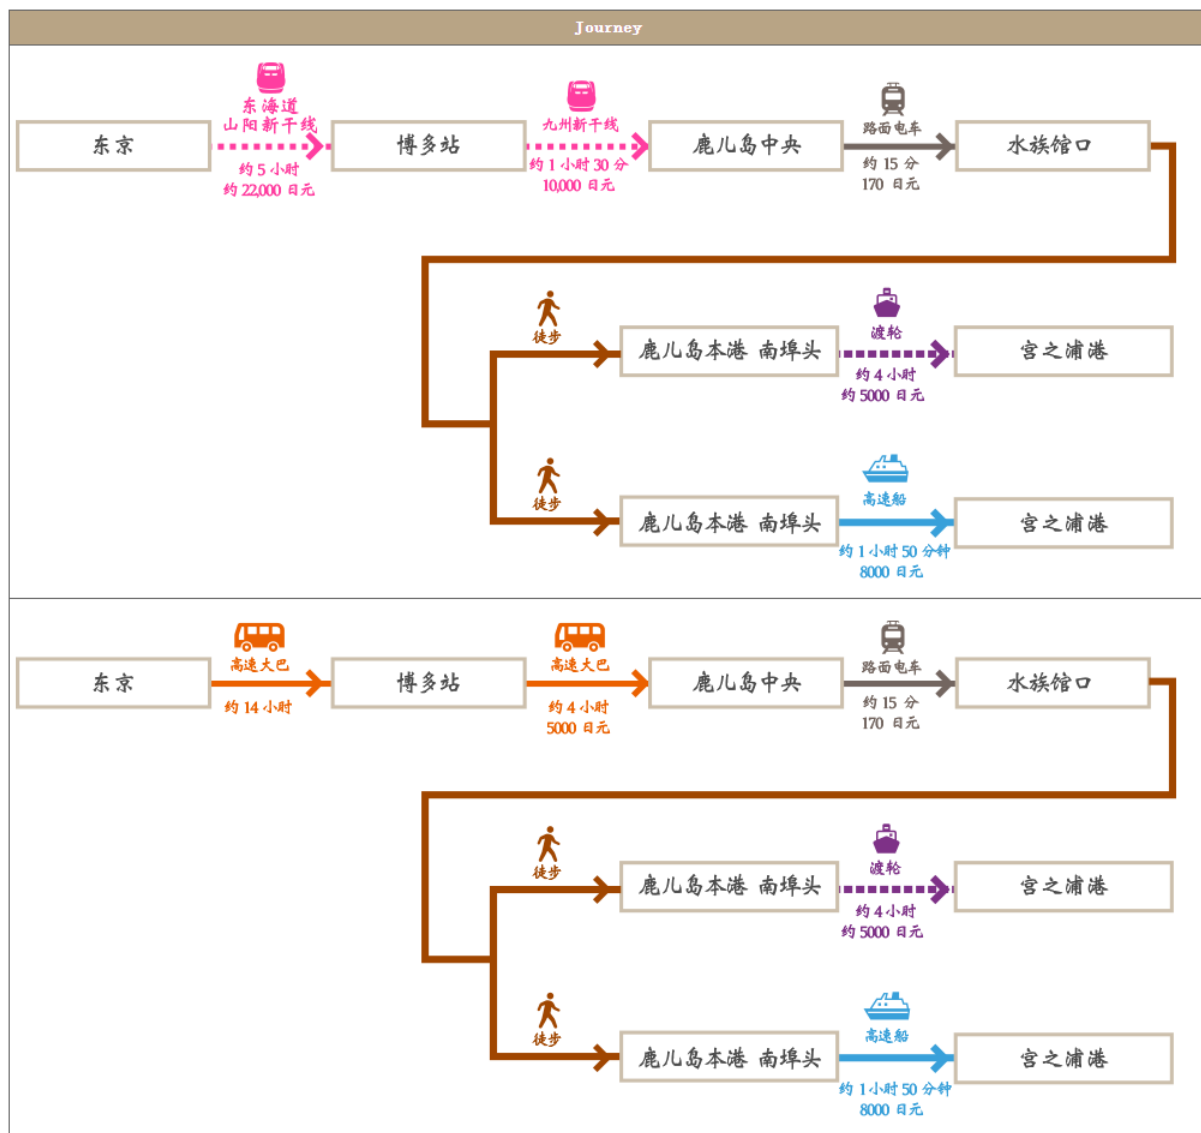 Journey
东海道
山阳新干线
九州新干线
路面电车
东京
博多站
鹿儿岛中央
水族馆口
约 5 小时
约 22,000 日元
约 1 小时 30 分
10,000 日元
约 15 分
170 日元
徒步
渡轮
鹿儿岛本港 南埠头
宫之浦港
约 4 小时
约 5000 日元
徒步
高速船
鹿儿岛本港 南埠头
宫之浦港
约 1 小时 50 分钟
8000 日元
高速大巴
高速大巴
路面电车
东京
博多站
鹿儿岛中央
水族馆口
约 14 小时
约 4 小时
5000 日元
约 15 分
170 日元
徒步
渡轮
鹿儿岛本港 南埠头
宫之浦港
约 4 小时
约 5000 日元
徒步
高速船
鹿儿岛本港 南埠头
宫之浦港
约 1 小时 50 分钟
8000 日元